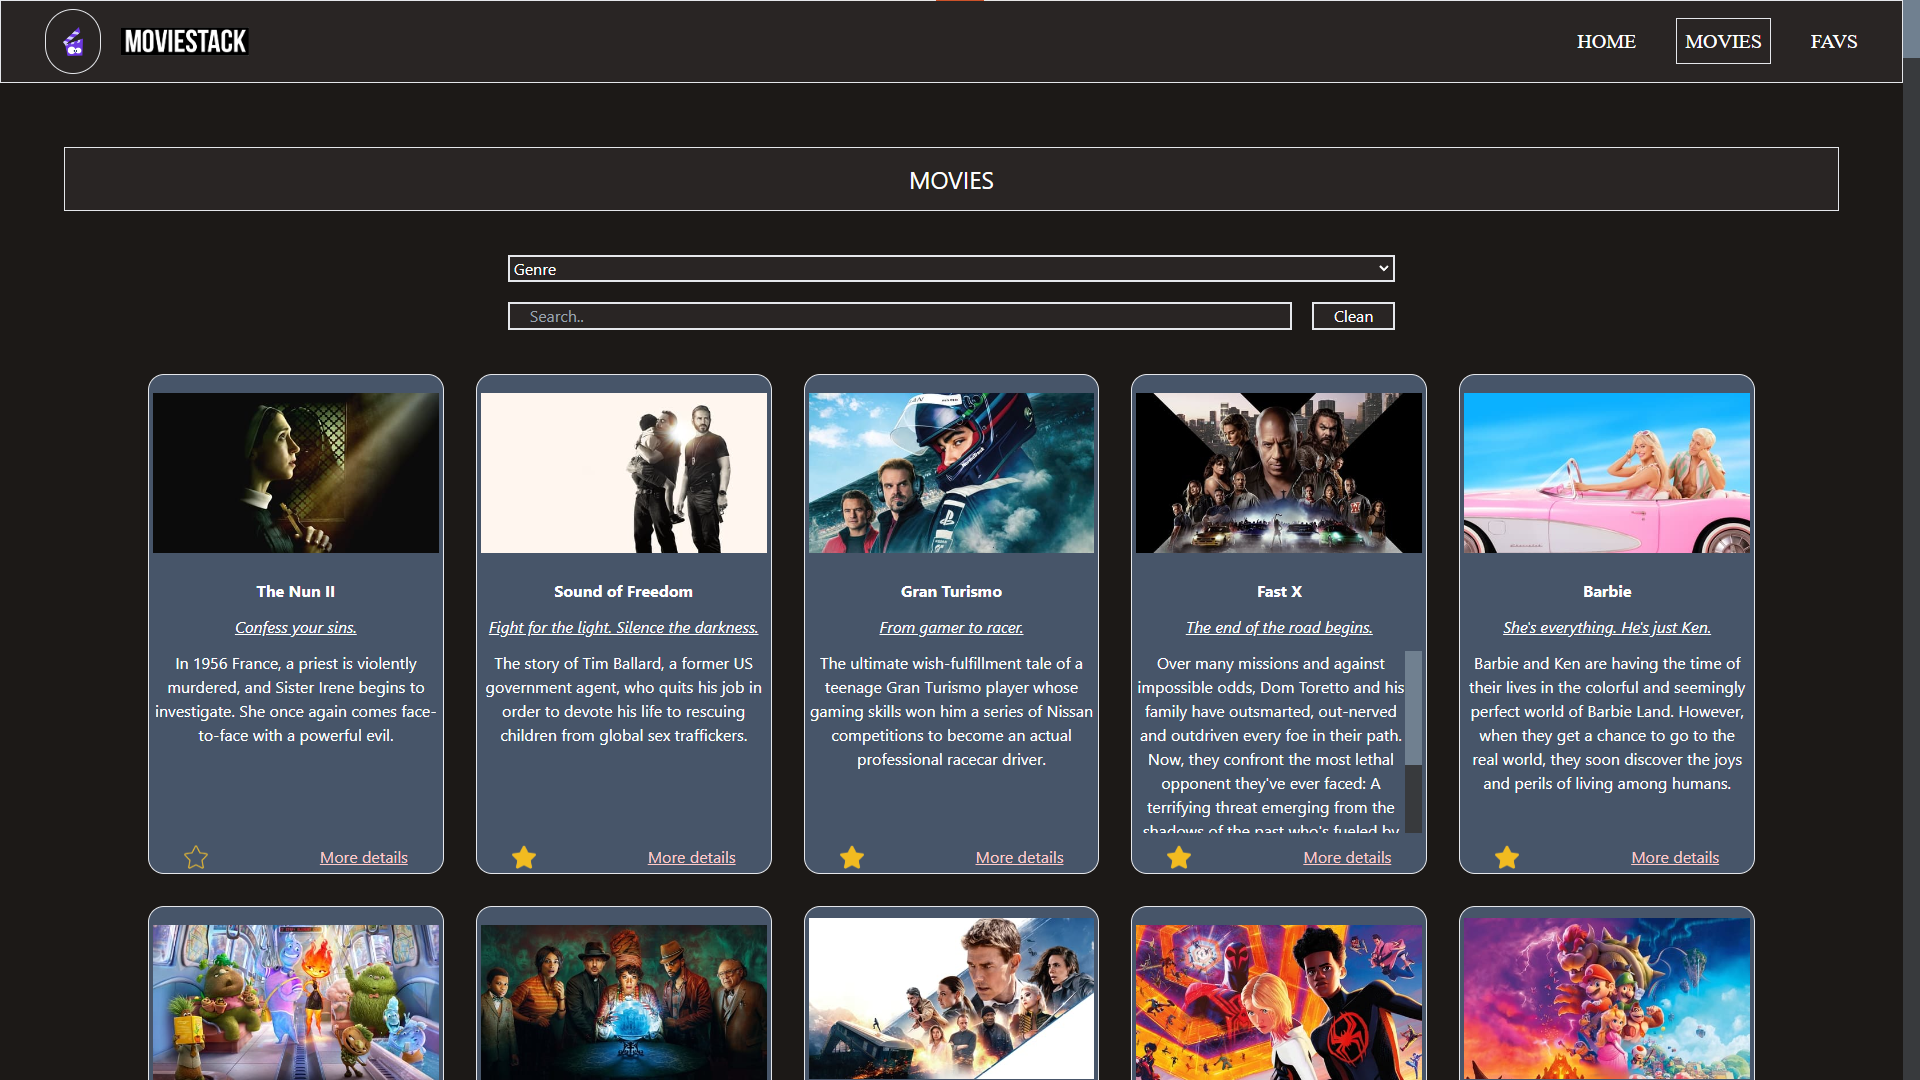 MOVIESTACK
HOME
MOVIES
FAVS
MOVIES
Genre
Search..
Clean
The Nun II
Confess your sins.
In 1956 France, a priest is violently
murdered, and Sister Irene begins to
investigate. She once again comes face-
to-face with a powerful evil.
More details
Sound of Freedom
Fight for the light. Silence the darkness.
The story of Tim Ballard, a former US
government agent, who quits his job in
order to devote his life to rescuing
children from global sex traffickers.
More details
Gran Turismo
From gamer to racer.
The ultimate wish-fulfillment tale of a
teenage Gran Turismo player whose
gaming skills won him a series of Nissan
competitions to become an actual
professional racecar driver.
More details
Fast X
The end of the road begins.
Over many missions and against
impossible odds, Dom Toretto and his
family have outsmarted, out-nerved
and outdriven every foe in their path.
Now, they confront the most lethal
opponent they've ever faced: A
terrifying threat emerging from the
shadows of the past who's fueled by
More details
Barbie
She's everything. He's just Ken.
Barbie and Ken are having the time of
their lives in the colorful and seemingly
perfect world of Barbie Land. However,
when they get a chance to go to the
real world, they soon discover the joys
and perils of living among humans.
More details